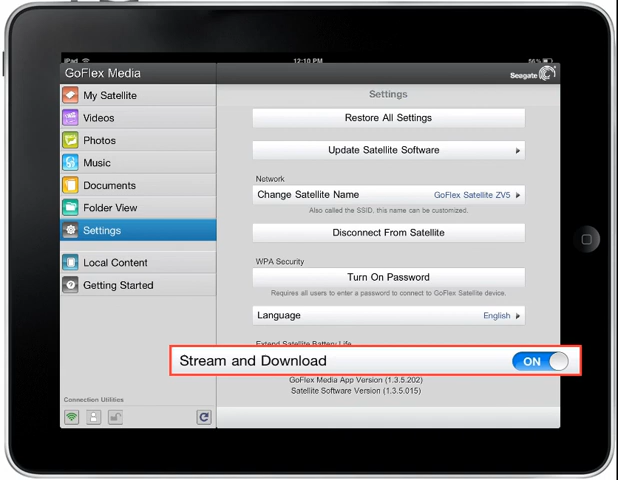 iPad
12:10 PM
56%
GoFlex Media
Seagate
My Satellite
Videos
Photos
Music
Documents
Folder View
Settings
Local Content
Getting Started
Connection Utilities
Settings
Restore All Settings
Update Satellite Software
Network
Change Satellite Name GoFlex Satellite ZV5
Also called the SSID, this name can be customized.
Disconnect From Satellite
WPA Security
Turn On Password
Requires all users to enter a password to connect to GoFlex Satellite device.
Language English
Extend Satellite Battery Life
Stream and Download ON
GoFlex Media App Version (1.3.5.202)
Satellite Software Version (1.3.5.015)